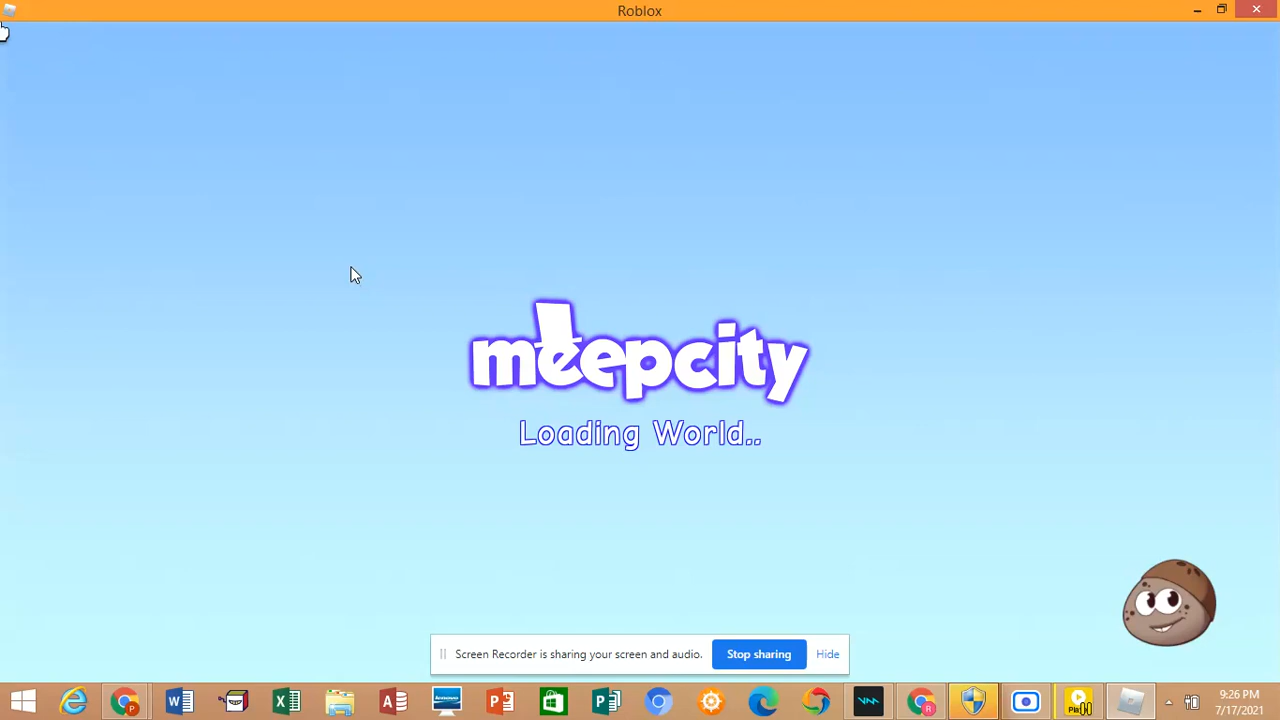 Roblox
meepcity
Loading World..
Screen Recorder is sharing your screen and audio.
Stop sharing
Hide
9:26 PM
7/17/2021